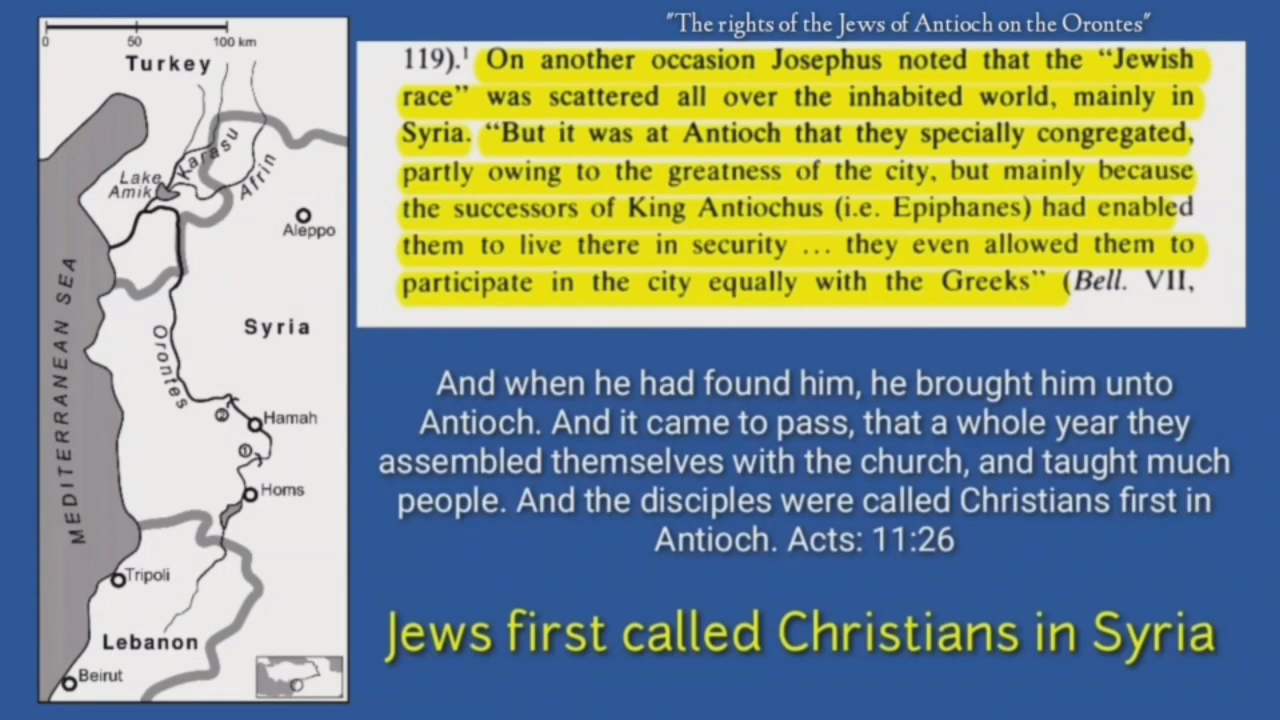 "The rights of the Jews of Antioch on the Orontes"
119).¹ On another occasion Josephus noted that the “Jewish
race” was scattered all over the inhabited world, mainly in
Syria. “But it was at Antioch that they specially congregated,
partly owing to the greatness of the city, but mainly because
the successors of King Antiochus (i.e. Epiphanes) had enabled
them to live there in security ... they even allowed them to
participate in the city equally with the Greeks” (Bell. VII,
And when he had found him, he brought him unto
Antioch. And it came to pass, that a whole year they
assembled themselves with the church, and taught much
people. And the disciples were called Christians first in
Antioch. Acts: 11:26
Jews first called Christians in Syria
0 50 100 km
Turkey
Karasu
Afrin
Lake
Amik
Aleppo
MEDITERRANEAN SEA
Syria
Orontes
2
Hamah
1
Homs
Tripoli
Lebanon
Beirut